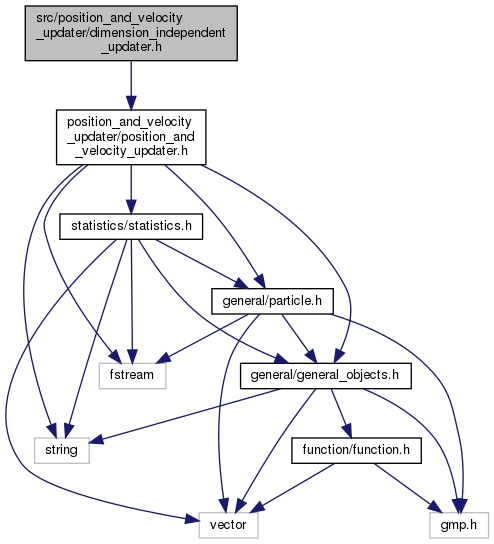 src/position_and_velocity
_updater/dimension_independent
_updater.h
position_and_velocity
_updater/position_and
_velocity_updater.h
statistics/statistics.h
general/particle.h
fstream
general/general_objects.h
string
function/function.h
vector
gmp.h